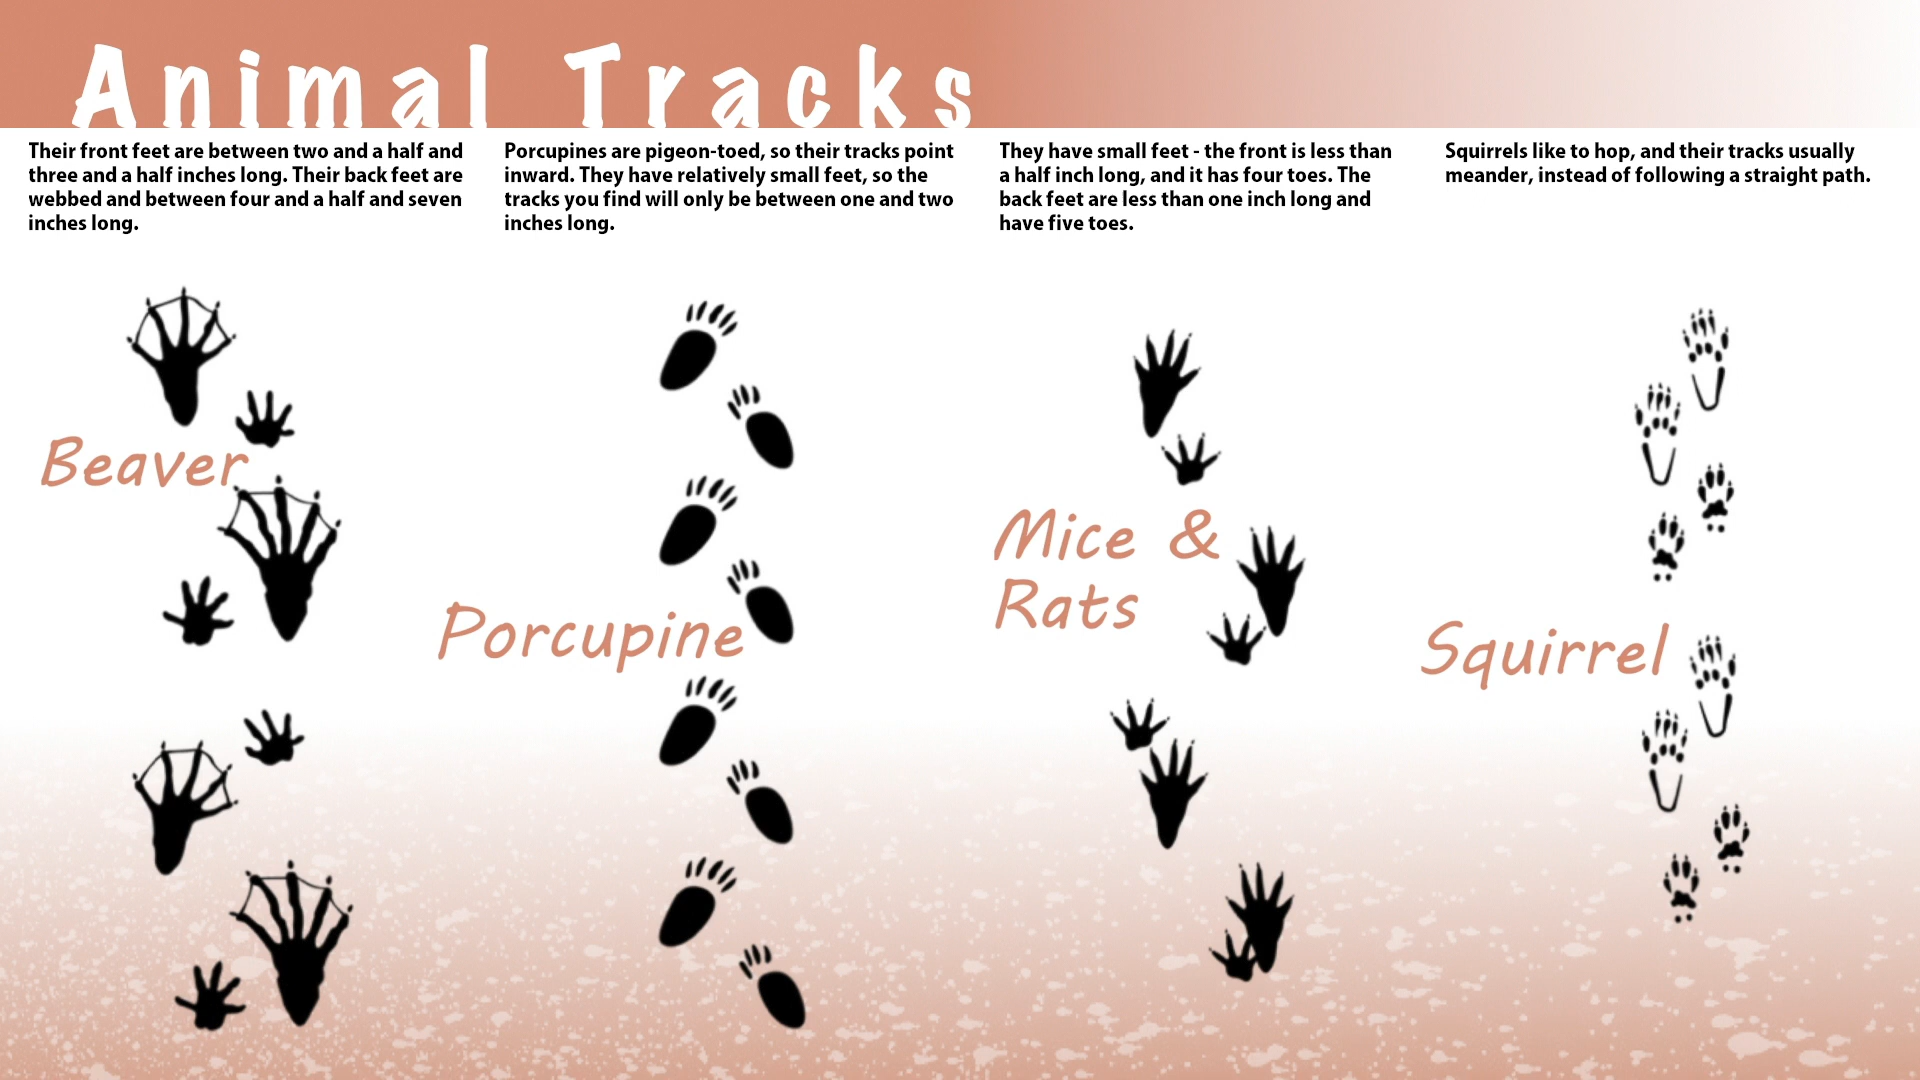 Animal Tracks
Their front feet are between two and a half and
three and a half inches long. Their back feet are
webbed and between four and a half and seven
inches long.
Porcupines are pigeon-toed, so their tracks point
inward. They have relatively small feet, so the
tracks you find will only be between one and two
inches long.
They have small feet - the front is less than
a half inch long, and it has four toes. The
back feet are less than one inch long and
have five toes.
Squirrels like to hop, and their tracks usually
meander, instead of following a straight path.
Beaver
Porcupine
Mice &
Rats
Squirrel